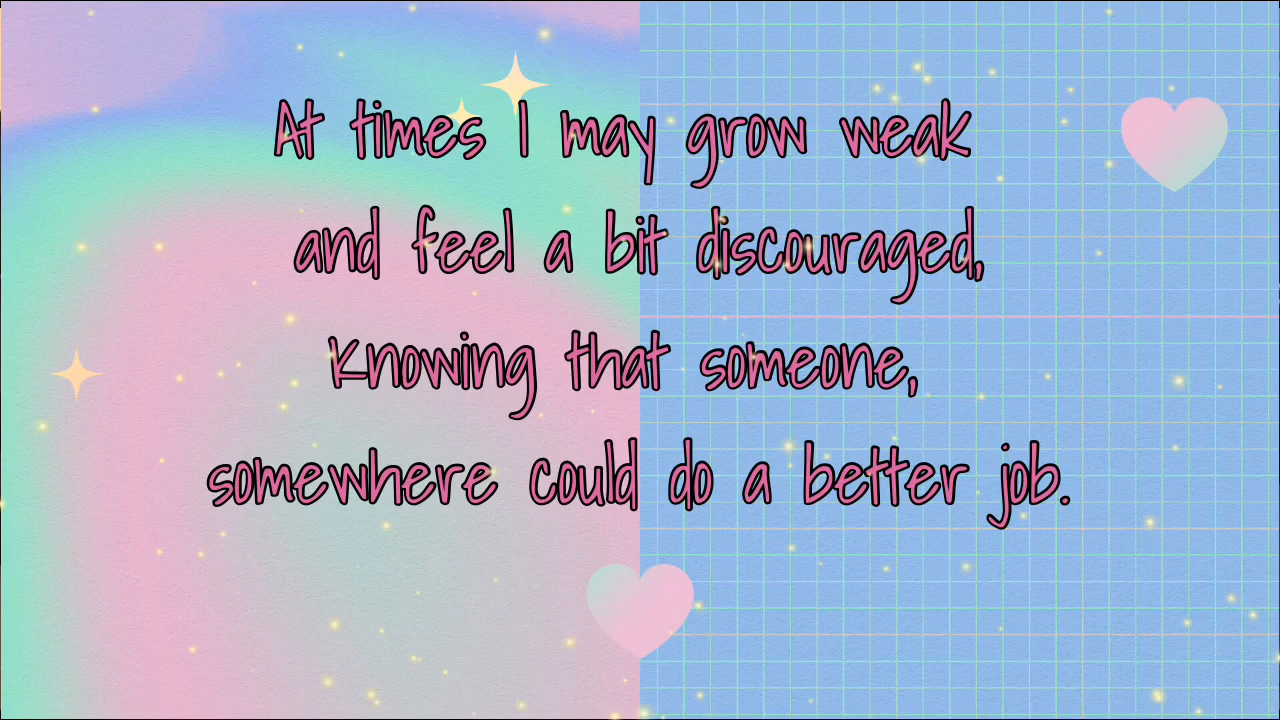 At times I may grow weak
and feel a bit discouraged,
Knowing that someone,
somewhere could do a better job.